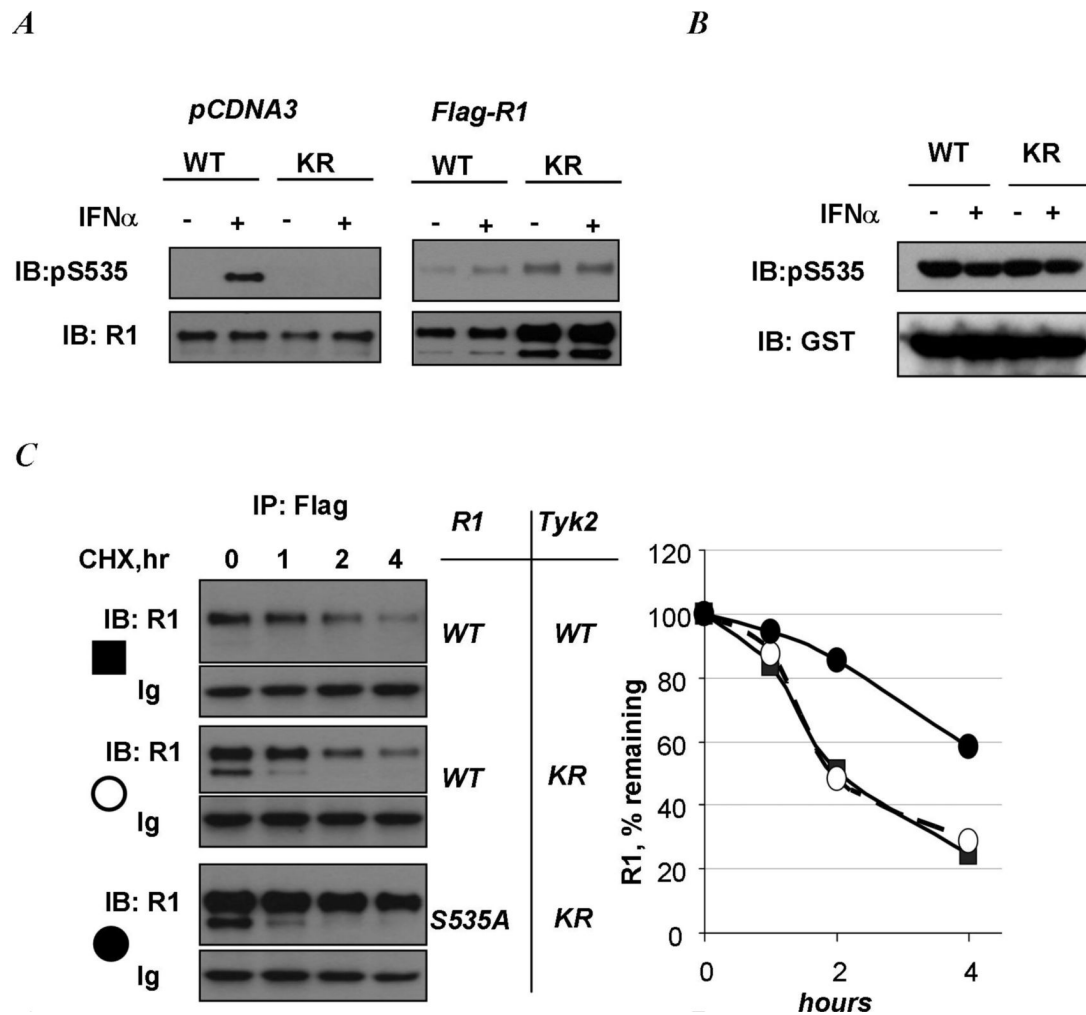 A
pCDNA3
Flag-R1
WT KR WT KR
IFNα - + - + - + - +
IB:pS535
IB: R1
B
WT KR
IFNα - + - +
IB:pS535
IB: GST
C
IP: Flag
R1 Tyk2
CHX,hr 0 1 2 4
IB: R1
WT WT
Ig
IB: R1
WT KR
Ig
IB: R1
S535A KR
Ig
R1, % remaining
120
100
80
60
40
20
0
0 2 4
hours